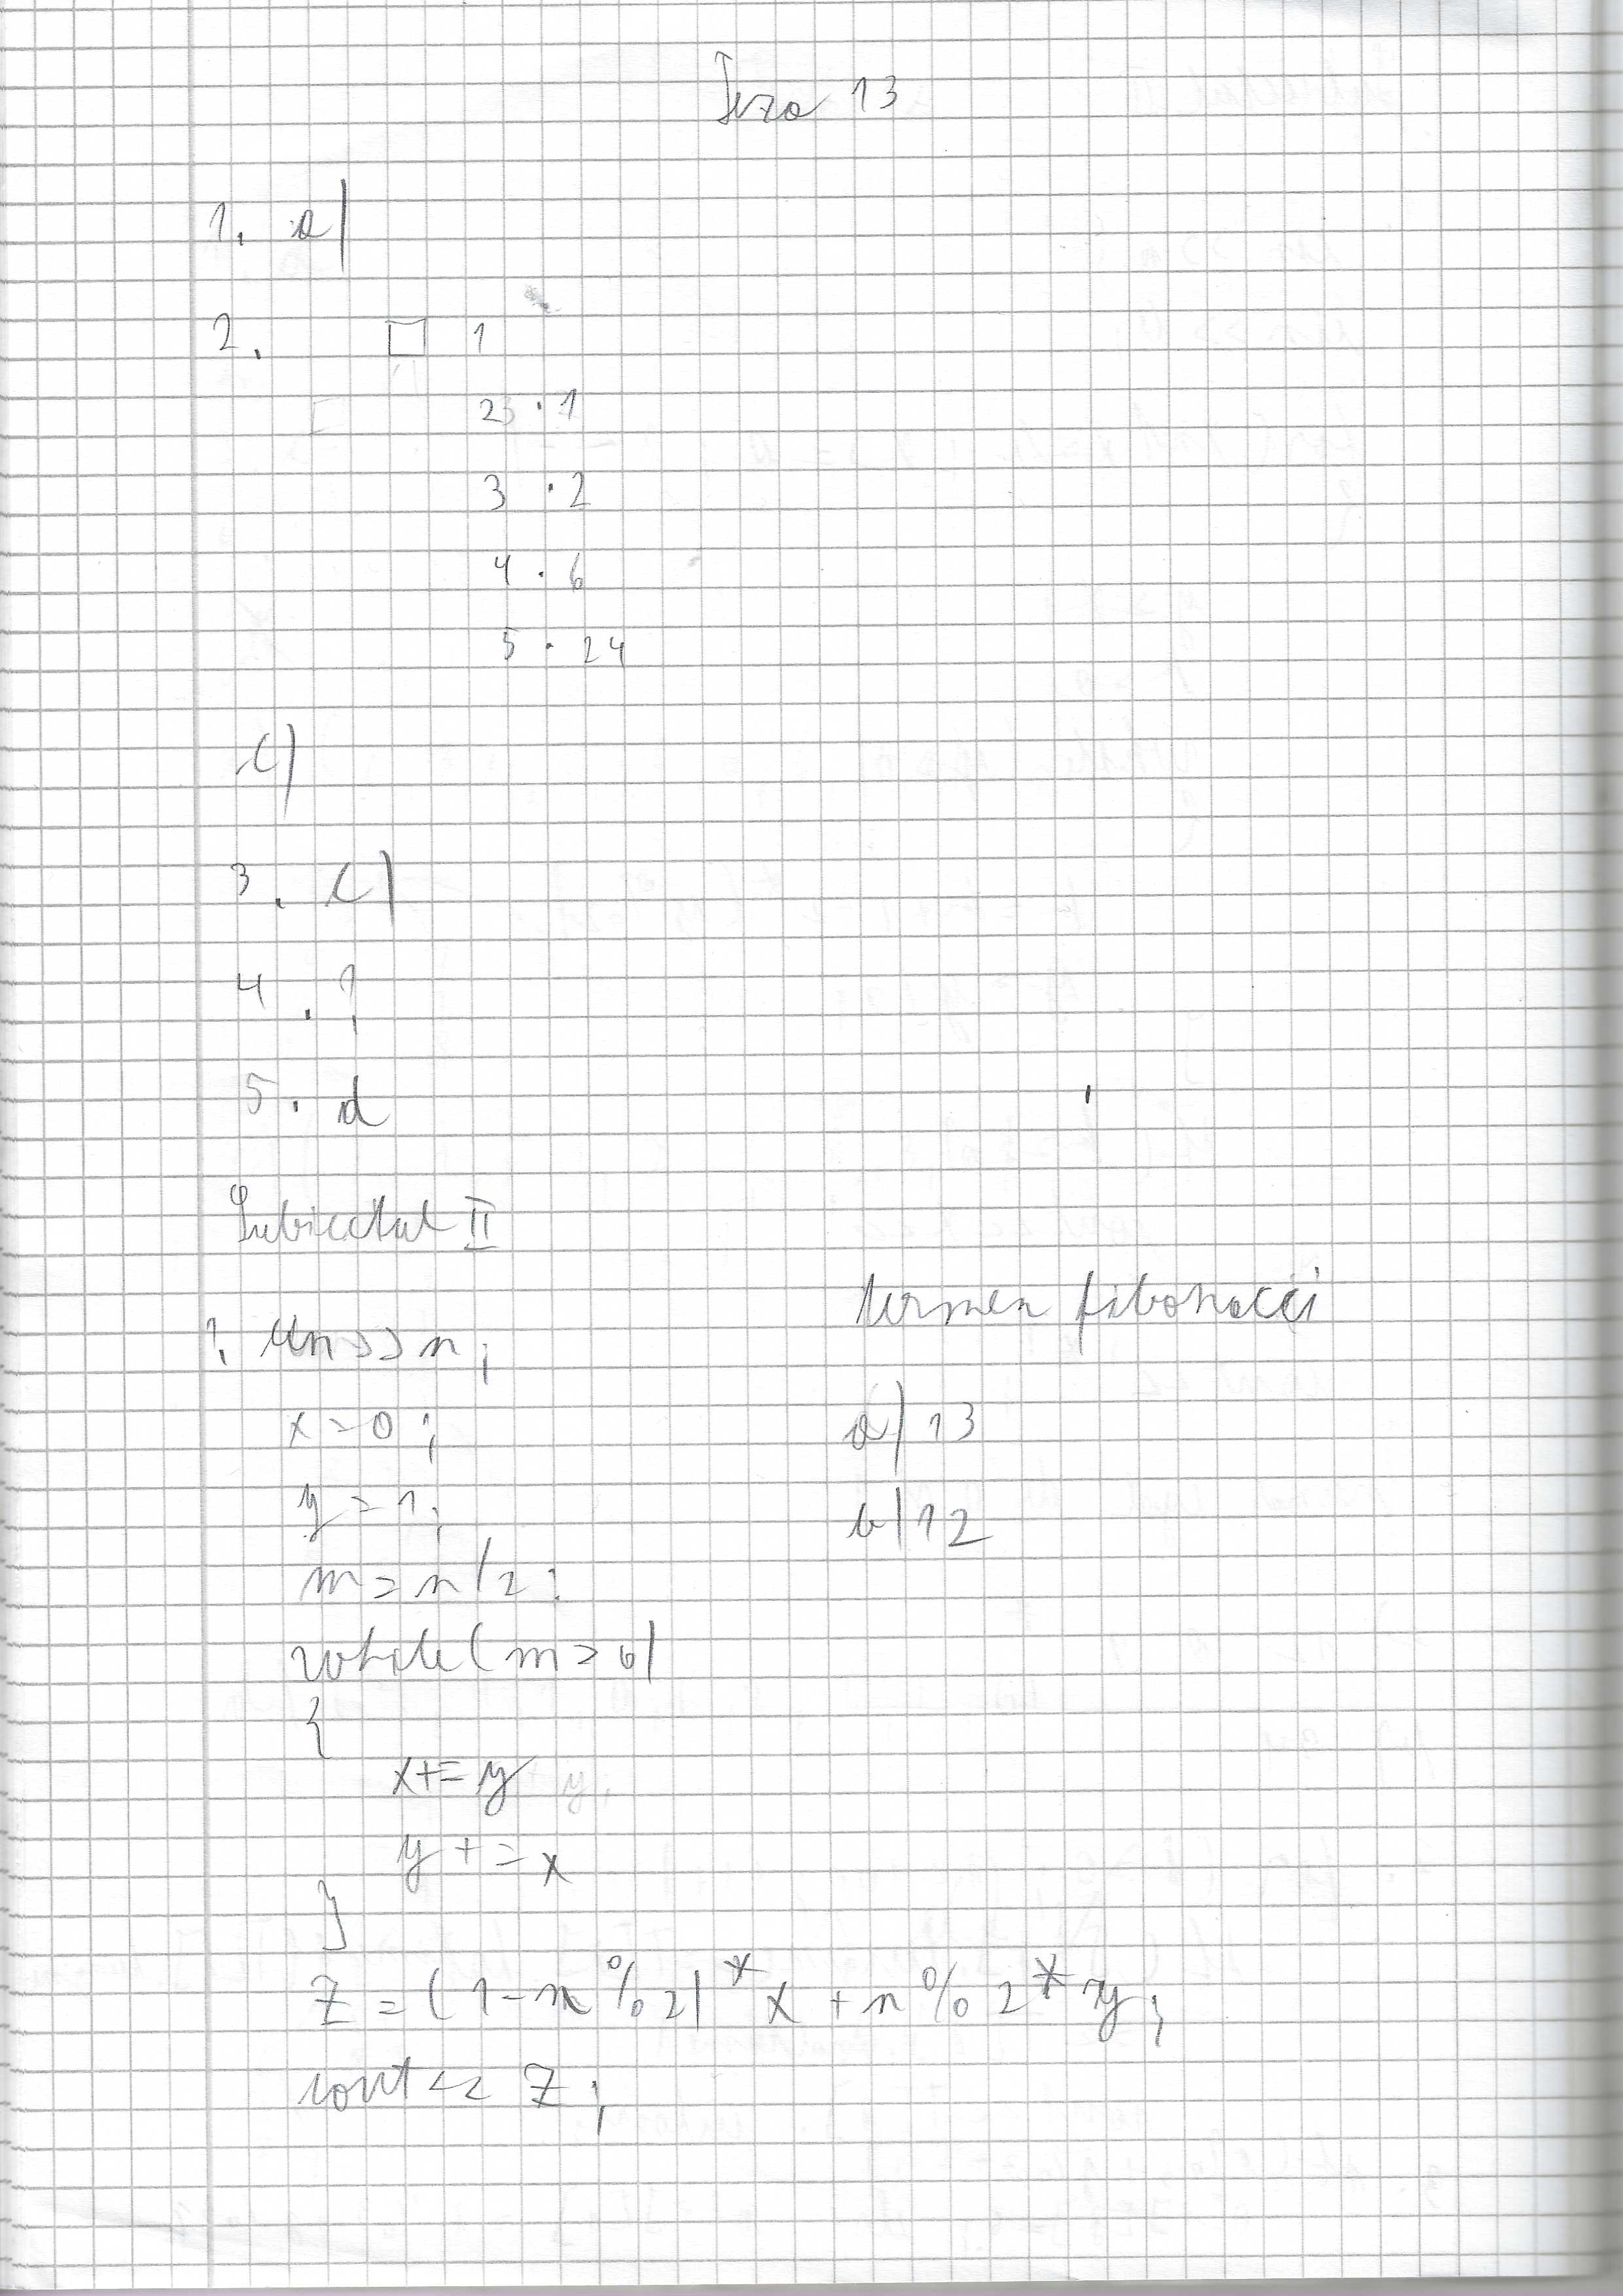 Teza 13
1. a)
2. □ 1
23 · 1
3 · 2
4 · 6
5 · 24
c)
3. c)
4. ?
5. d
Subiectul II
termen fibonacci
1. cin>>n;
x=0;
a) 13
y=1;
b) 12
m=n/2;
while(m>0)
{
x+=y
y+=x
}
z=(1-n%2)*x+n%2*y;
cout<<z;